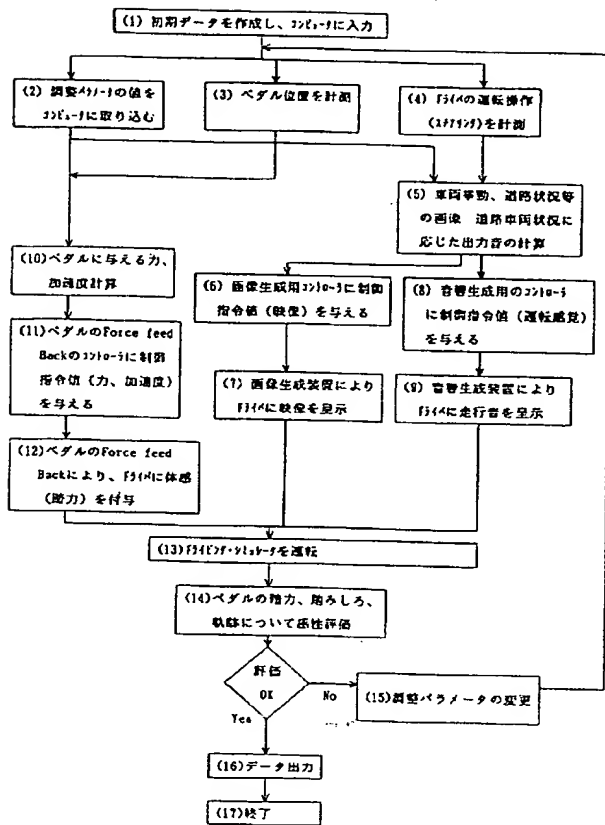 (1) 初期データを作成し、コンピュータに入力
(2) 調整パラメータの値を
コンピュータに取り込む
(3) ペダル位置を計測
(4) ドライバの運転操作
(ステアリング)を計測
(5) 車両挙動、道路状況等
の画像 道路車両状況に
応じた出力音の計算
(10)ペダルに与える力、
加速度計算
(6) 画像生成用コントローラに制御
指令値(映像)を与える
(8) 音響生成用のコントローラ
に制御指令値(運転感覚)
を与える
(11)ペダルのForce feed
Backのコントローラに制御
指令値(力、加速度)
を与える
(7) 画像生成装置により
ドライバに映像を呈示
(9) 音響生成装置により
ドライバに走行音を呈示
(12)ペダルのForce feed
Backにより、ドライバに体感
(踏力)を付与
(13)ドライビング・シミュレータを運転
(14)ペダルの踏力、踏みしろ、
軌跡について感性評価
評価
OK
No
(15)調整パラメータの変更
Yes
(16)データ出力
(17)終了